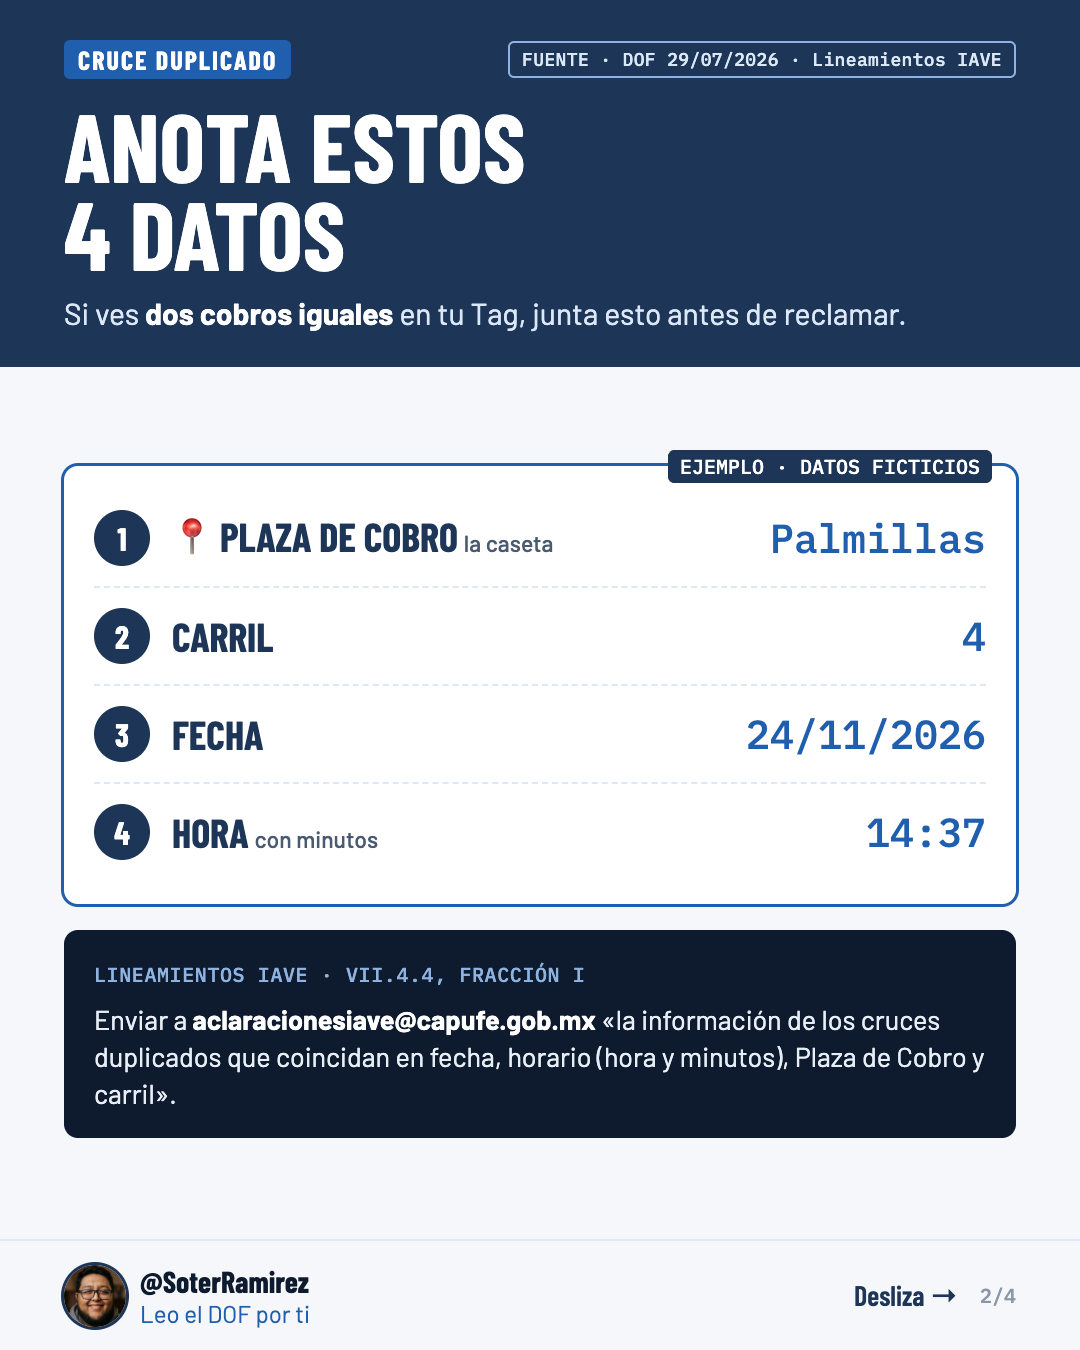 CRUCE DUPLICADO
FUENTE · DOF 29/07/2026 · Lineamientos IAVE
ANOTA ESTOS
4 DATOS
Si ves dos cobros iguales en tu Tag, junta esto antes de reclamar.
EJEMPLO · DATOS FICTICIOS
1 PLAZA DE COBRO la caseta Palmillas
2 CARRIL 4
3 FECHA 24/11/2026
4 HORA con minutos 14:37
LINEAMIENTOS IAVE · VII.4.4, FRACCIÓN I
Enviar a aclaracionesiave@capufe.gob.mx «la información de los cruces
duplicados que coincidan en fecha, horario (hora y minutos), Plaza de Cobro y
carril».
@SoterRamirez
Leo el DOF por ti
Desliza → 2/4